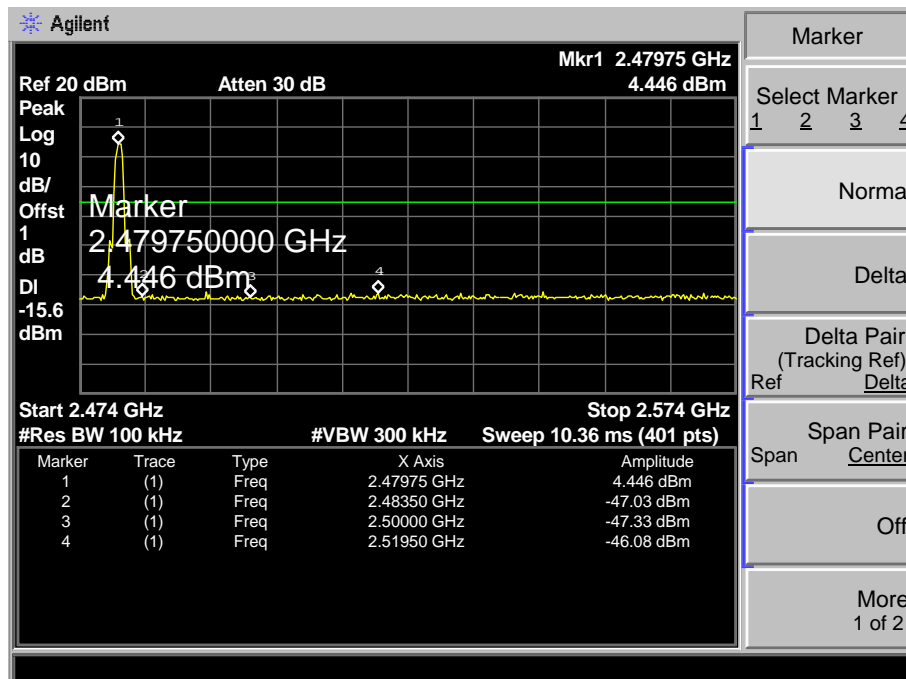 Agilent
Mkr1 2.47975 GHz
Ref 20 dBm Atten 30 dB 4.446 dBm
Peak
Log
10
dB/
Offst
1
dB
DI
-15.6
dBm
1
2
3
4
Marker
2.479750000 GHz
4.446 dBm
Start 2.474 GHz Stop 2.574 GHz
#Res BW 100 kHz #VBW 300 kHz Sweep 10.36 ms (401 pts)
Marker Trace Type X Axis Amplitude
1 (1) Freq 2.47975 GHz 4.446 dBm
2 (1) Freq 2.48350 GHz -47.03 dBm
3 (1) Freq 2.50000 GHz -47.33 dBm
4 (1) Freq 2.51950 GHz -46.08 dBm
Marker
Select Marker
1 2 3 4
Norma
Delta
Delta Pair
(Tracking Ref)
Ref Delta
Span Pair
Span Center
Off
More
1 of 2